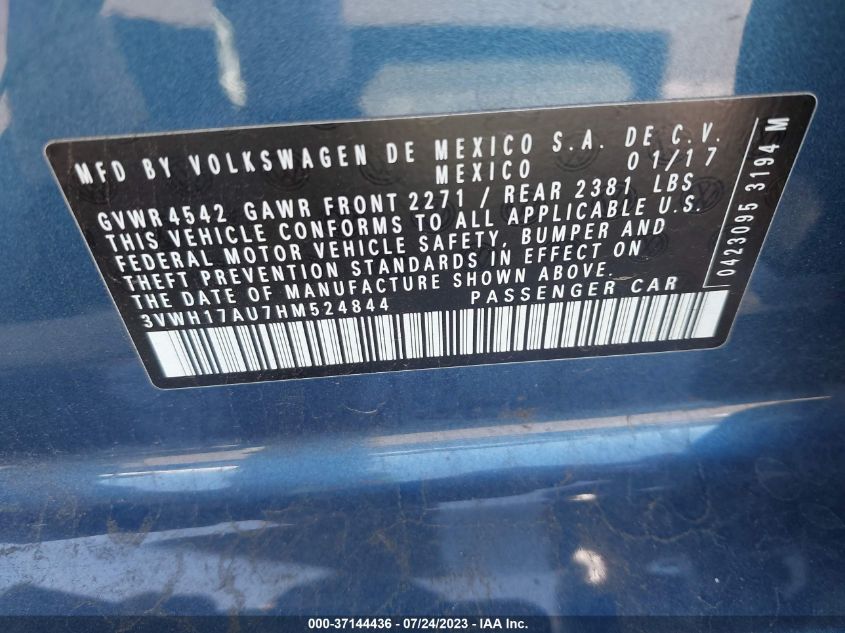 MFD BY VOLKSWAGEN DE MEXICO S.A. DE C.V.
MEXICO 01/17
GVWR 4542 GAWR FRONT 2271 / REAR 2381 LBS
THIS VEHICLE CONFORMS TO ALL APPLICABLE U.S.
FEDERAL MOTOR VEHICLE SAFETY, BUMPER AND
THEFT PREVENTION STANDARDS IN EFFECT ON
THE DATE OF MANUFACTURE SHOWN ABOVE.
3VWH17AU7HM524844 PASSENGER CAR
0423095 3194 M
000-37144436 - 07/24/2023 - IAA Inc.